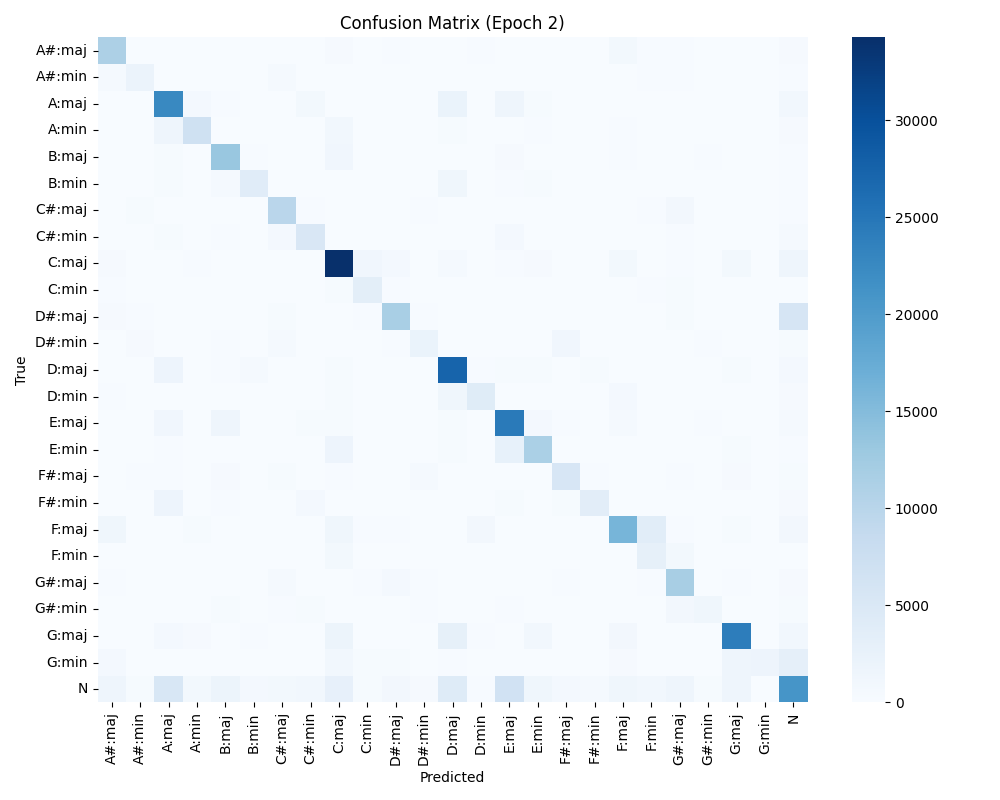 Confusion Matrix (Epoch 2)
True
A#:maj
A#:min
A:maj
A:min
B:maj
B:min
C#:maj
C#:min
C:maj
C:min
D#:maj
D#:min
D:maj
D:min
E:maj
E:min
F#:maj
F#:min
F:maj
F:min
G#:maj
G#:min
G:maj
G:min
N
A#:maj
A#:min
A:maj
A:min
B:maj
B:min
C#:maj
C#:min
C:maj
C:min
D#:maj
D#:min
D:maj
D:min
E:maj
E:min
F#:maj
F#:min
F:maj
F:min
G#:maj
G#:min
G:maj
G:min
N
Predicted
30000
25000
20000
15000
10000
5000
0